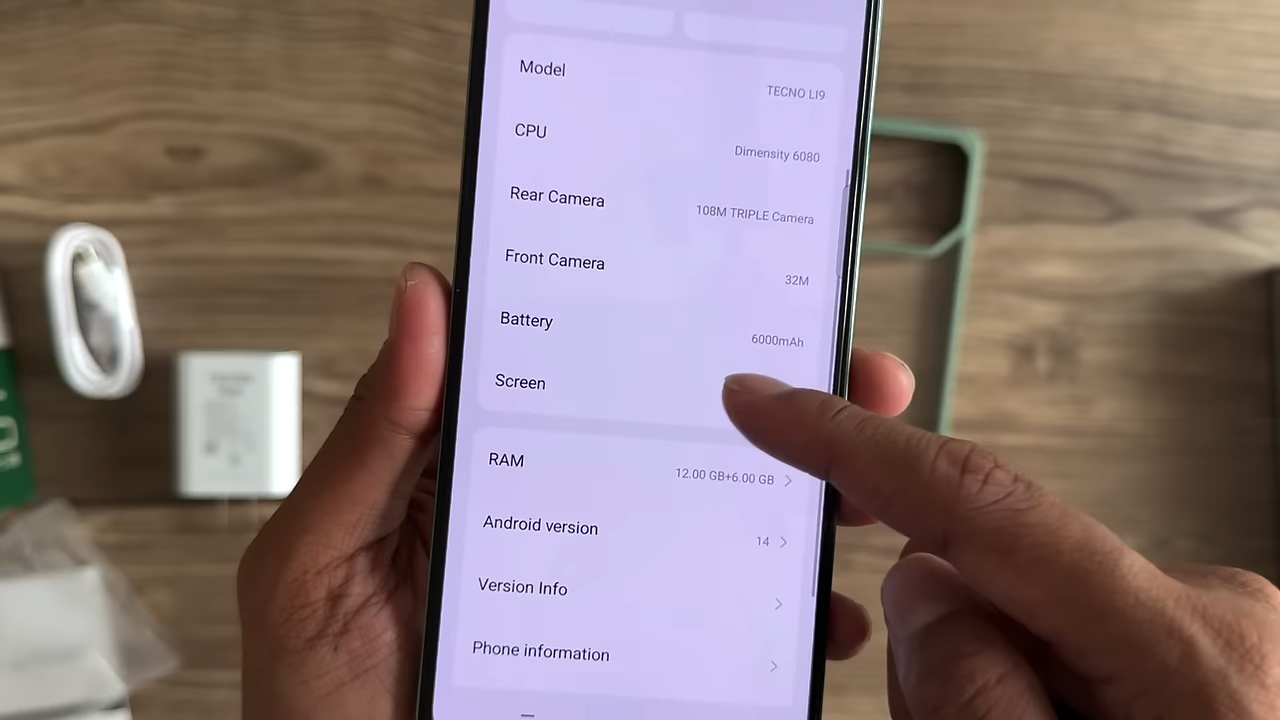 Model
TECNO LI9
CPU
Dimensity 6080
Rear Camera
108M TRIPLE Camera
Front Camera
32M
Battery
6000mAh
Screen
RAM
12.00 GB+6.00 GB
Android version
14
Version Info
Phone information